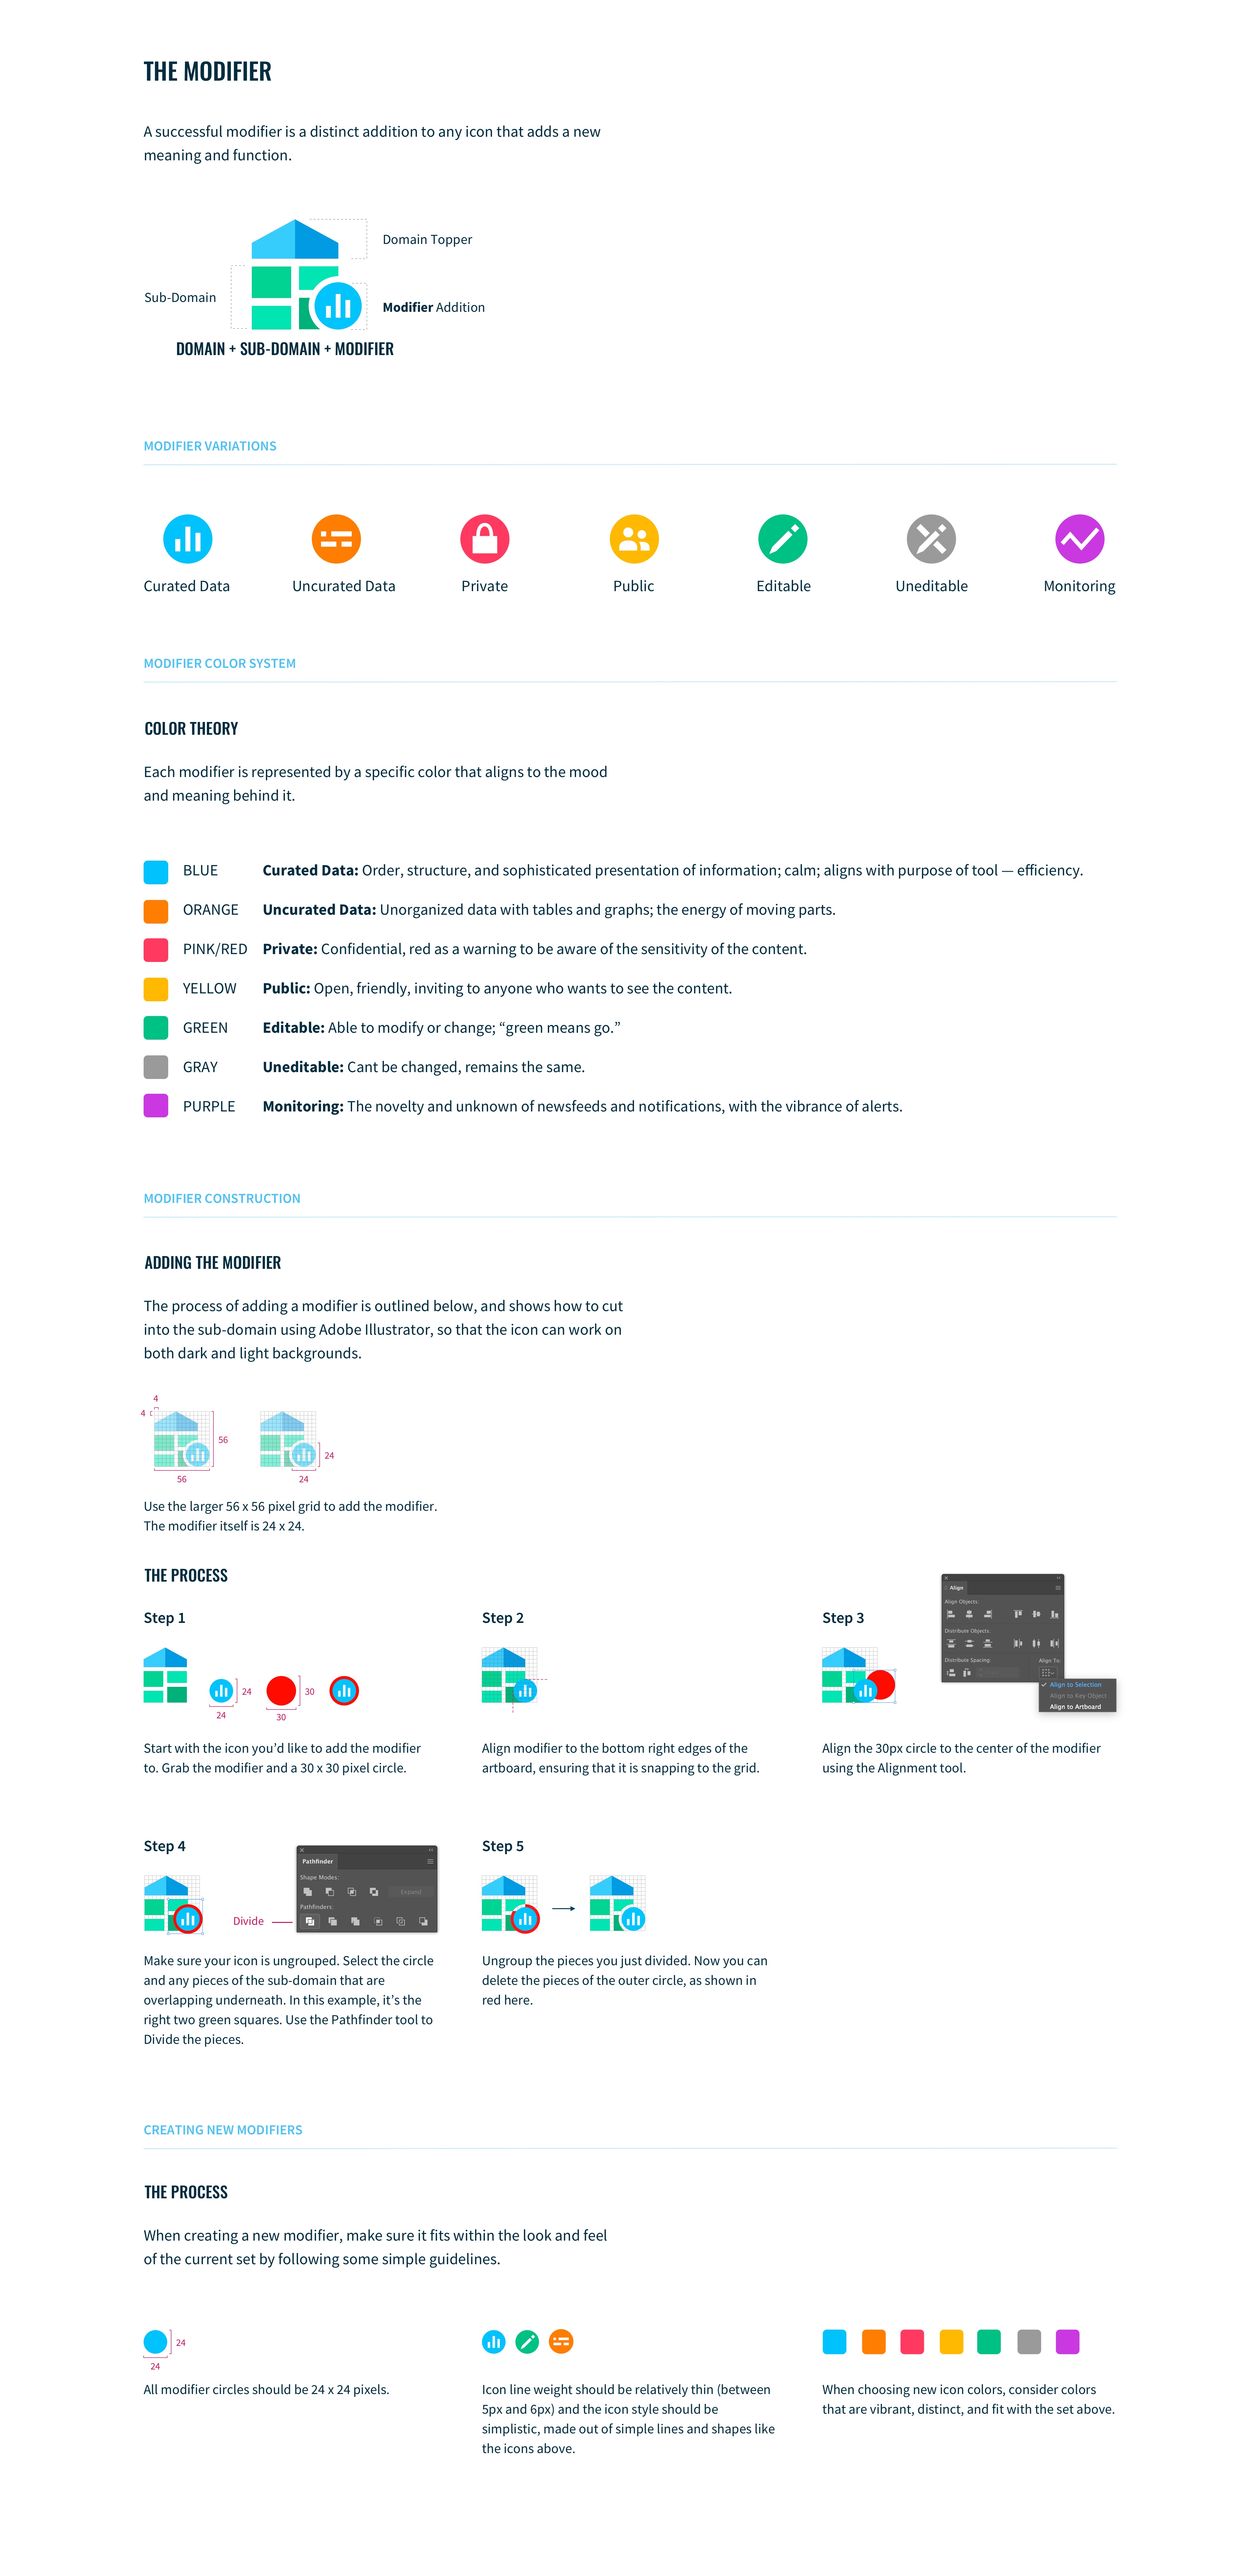 THE MODIFIER
A successful modifier is a distinct addition to any icon that adds a new
meaning and function.
Domain Topper
Sub-Domain
Modifier Addition
DOMAIN + SUB-DOMAIN + MODIFIER
MODIFIER VARIATIONS
Curated Data
Uncurated Data
Private
Public
Editable
Uneditable
Monitoring
MODIFIER COLOR SYSTEM
COLOR THEORY
Each modifier is represented by a specific color that aligns to the mood
and meaning behind it.
BLUE Curated Data: Order, structure, and sophisticated presentation of information; calm; aligns with purpose of tool — efficiency.
ORANGE Uncurated Data: Unorganized data with tables and graphs; the energy of moving parts.
PINK/RED Private: Confidential, red as a warning to be aware of the sensitivity of the content.
YELLOW Public: Open, friendly, inviting to anyone who wants to see the content.
GREEN Editable: Able to modify or change; “green means go.”
GRAY Uneditable: Cant be changed, remains the same.
PURPLE Monitoring: The novelty and unknown of newsfeeds and notifications, with the vibrance of alerts.
MODIFIER CONSTRUCTION
ADDING THE MODIFIER
The process of adding a modifier is outlined below, and shows how to cut
into the sub-domain using Adobe Illustrator, so that the icon can work on
both dark and light backgrounds.
4
4
56
56
24
24
Use the larger 56 x 56 pixel grid to add the modifier.
The modifier itself is 24 x 24.
THE PROCESS
Step 1
24
24
30
30
Start with the icon you’d like to add the modifier
to. Grab the modifier and a 30 x 30 pixel circle.
Step 2
Align modifier to the bottom right edges of the
artboard, ensuring that it is snapping to the grid.
Step 3
Align
Align Objects:
Distribute Objects:
Distribute Spacing:
Align To:
Align to Selection
Align to Key Object
Align to Artboard
Align the 30px circle to the center of the modifier
using the Alignment tool.
Step 4
Divide
Pathfinder
Shape Modes:
Expand
Pathfinders:
Make sure your icon is ungrouped. Select the circle
and any pieces of the sub-domain that are
overlapping underneath. In this example, it’s the
right two green squares. Use the Pathfinder tool to
Divide the pieces.
Step 5
Ungroup the pieces you just divided. Now you can
delete the pieces of the outer circle, as shown in
red here.
CREATING NEW MODIFIERS
THE PROCESS
When creating a new modifier, make sure it fits within the look and feel
of the current set by following some simple guidelines.
24
24
All modifier circles should be 24 x 24 pixels.
Icon line weight should be relatively thin (between
5px and 6px) and the icon style should be
simplistic, made out of simple lines and shapes like
the icons above.
When choosing new icon colors, consider colors
that are vibrant, distinct, and fit with the set above.